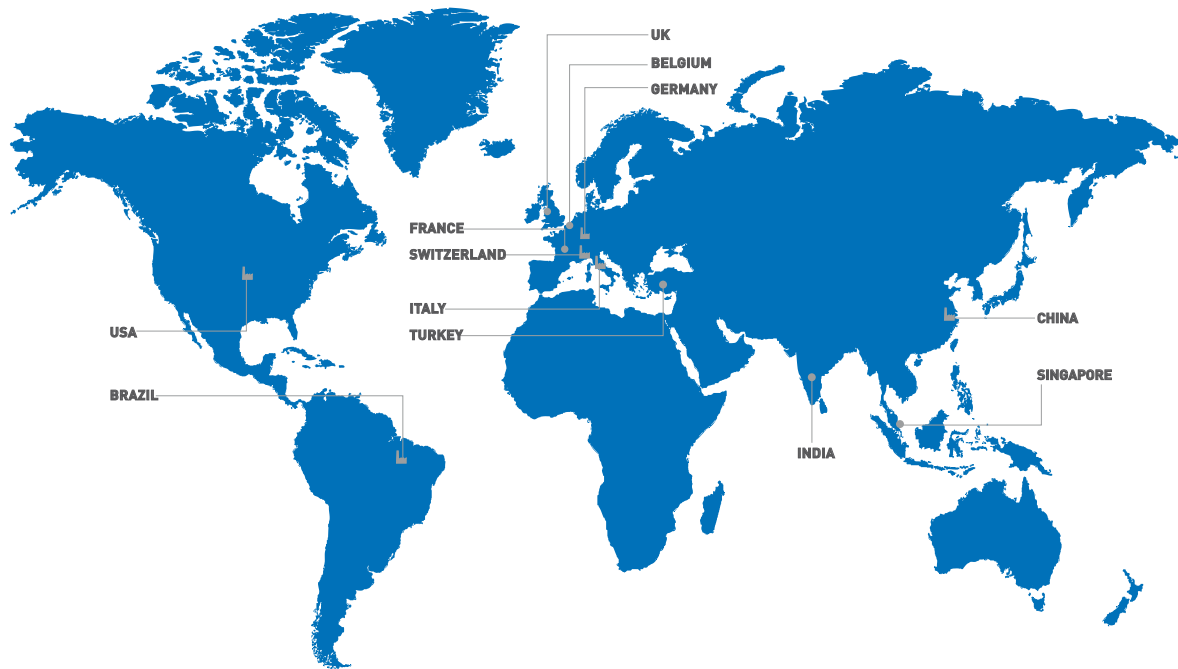 UK
BELGIUM
GERMANY
FRANCE
SWITZERLAND
ITALY
TURKEY
USA
BRAZIL
CHINA
SINGAPORE
INDIA